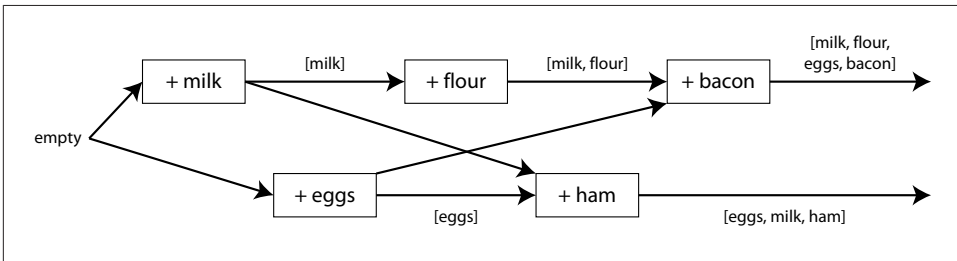 [milk, flour,
eggs, bacon]
[milk]
[milk, flour]
+ milk
+ flour
+ bacon
empty
+ eggs
+ ham
[eggs]
[eggs, milk, ham]